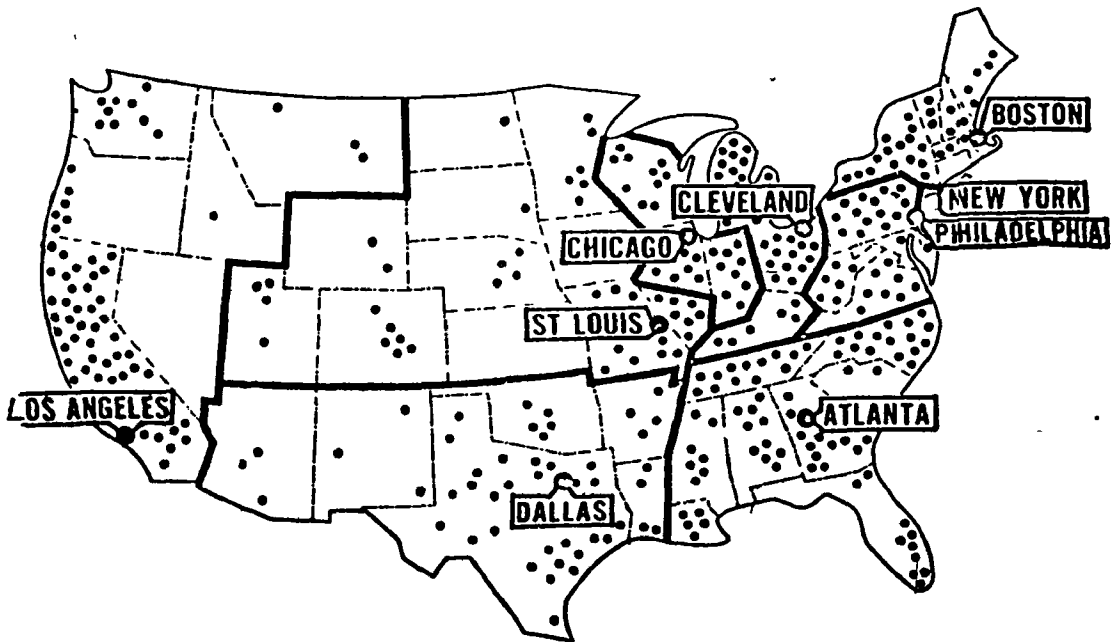 BOSTON
NEW YORK
CLEVELAND
PHILADELPHIA
CHICAGO
ST LOUIS
LOS ANGELES
ATLANTA
DALLAS